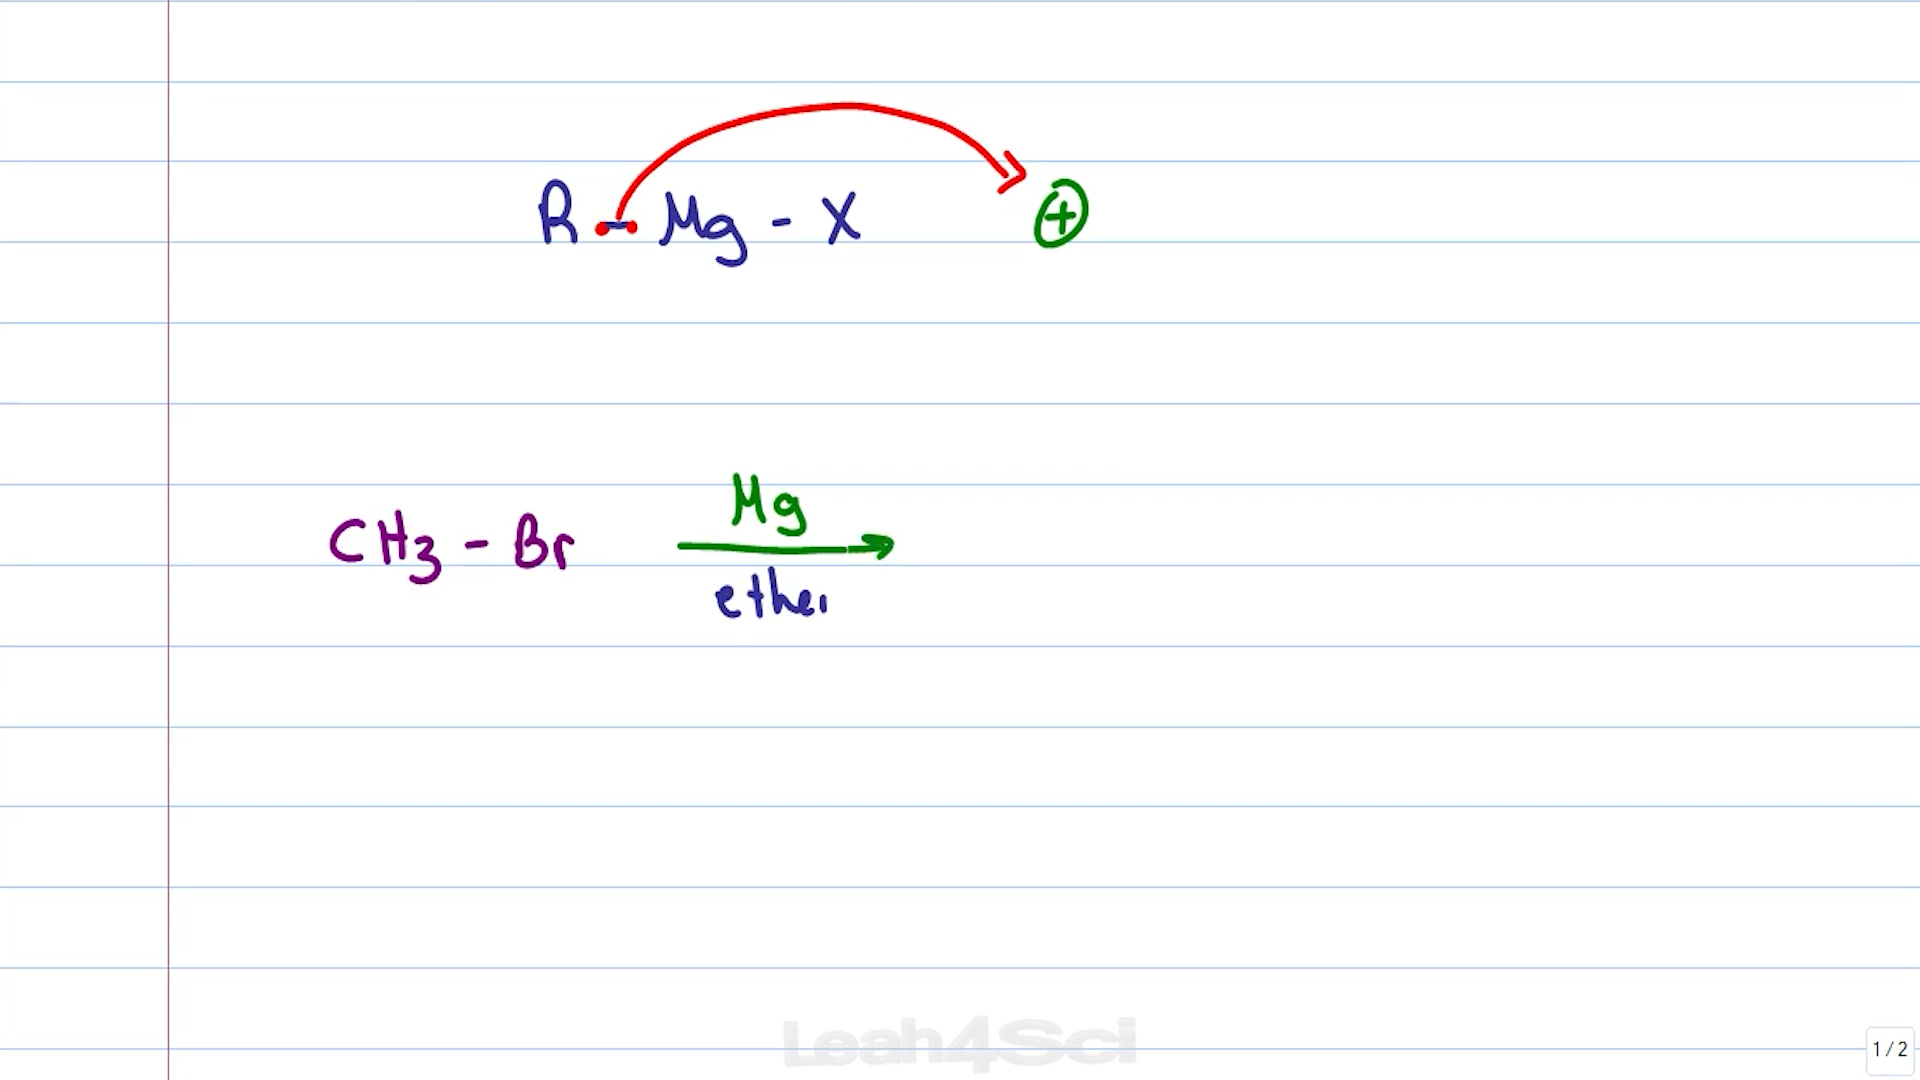 R - Mg - X ⊕
CH3 - Br Mg
ether
Leah4Sci
1 / 2